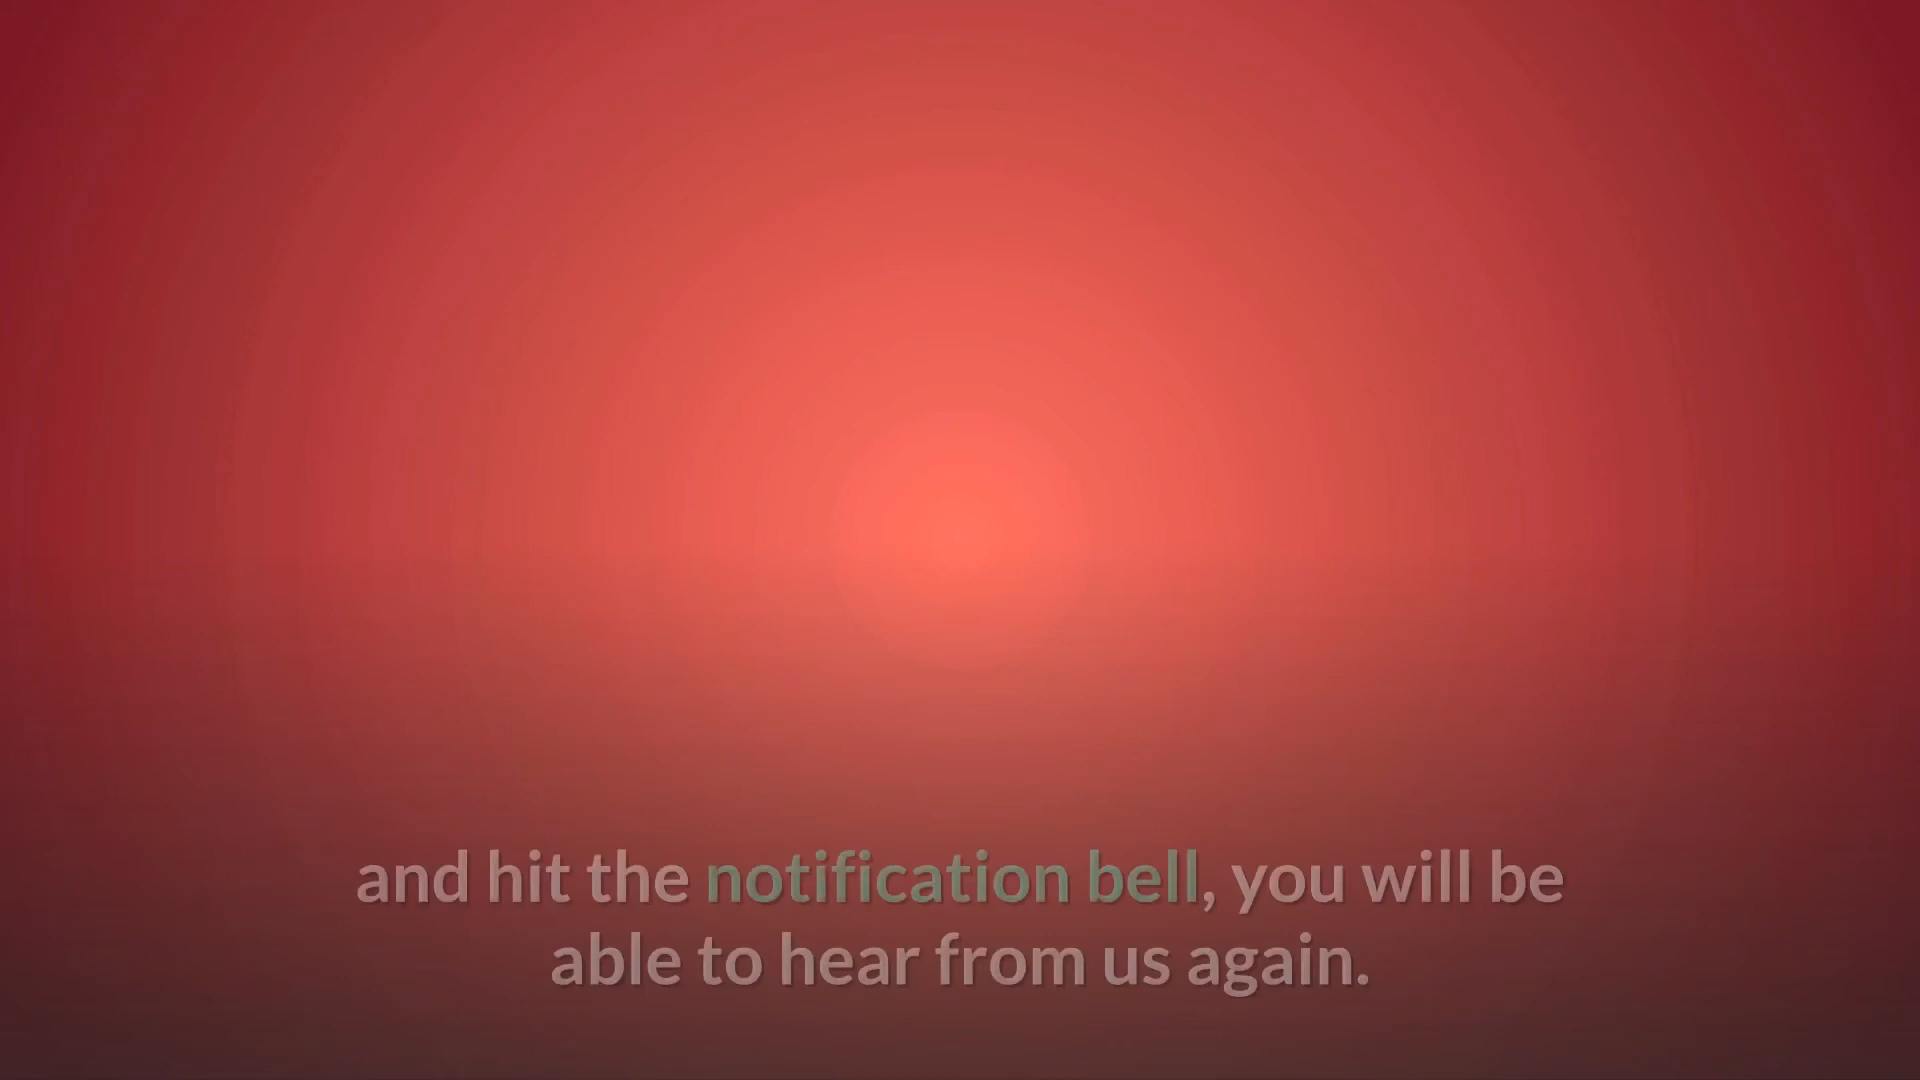 and hit the notification bell, you will be
able to hear from us again.